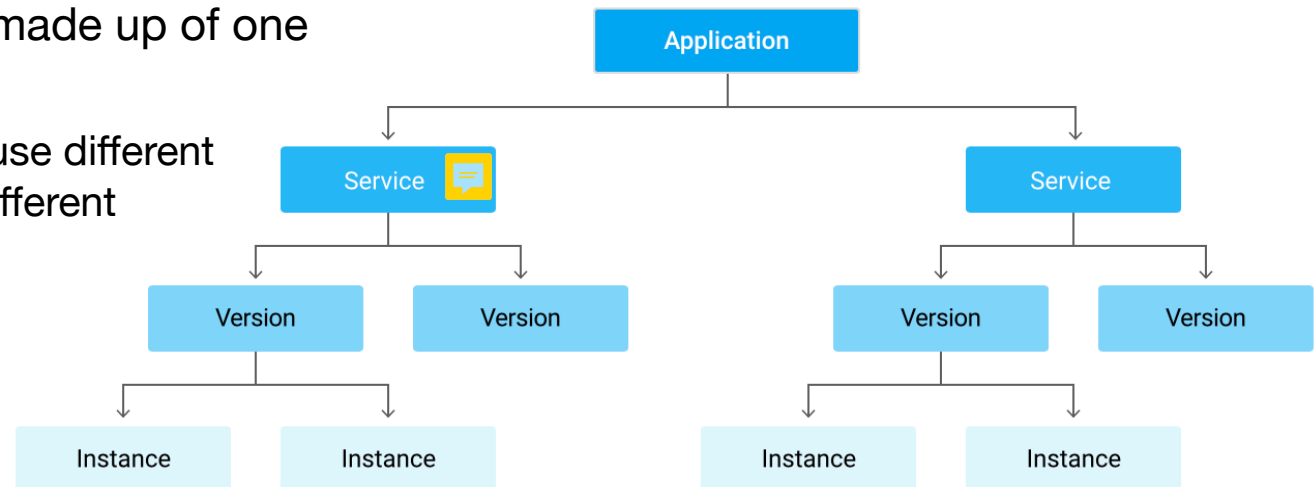 made up of one
use different
fferent
Application
Service
Service
Version
Version
Version
Version
Instance
Instance
Instance
Instance